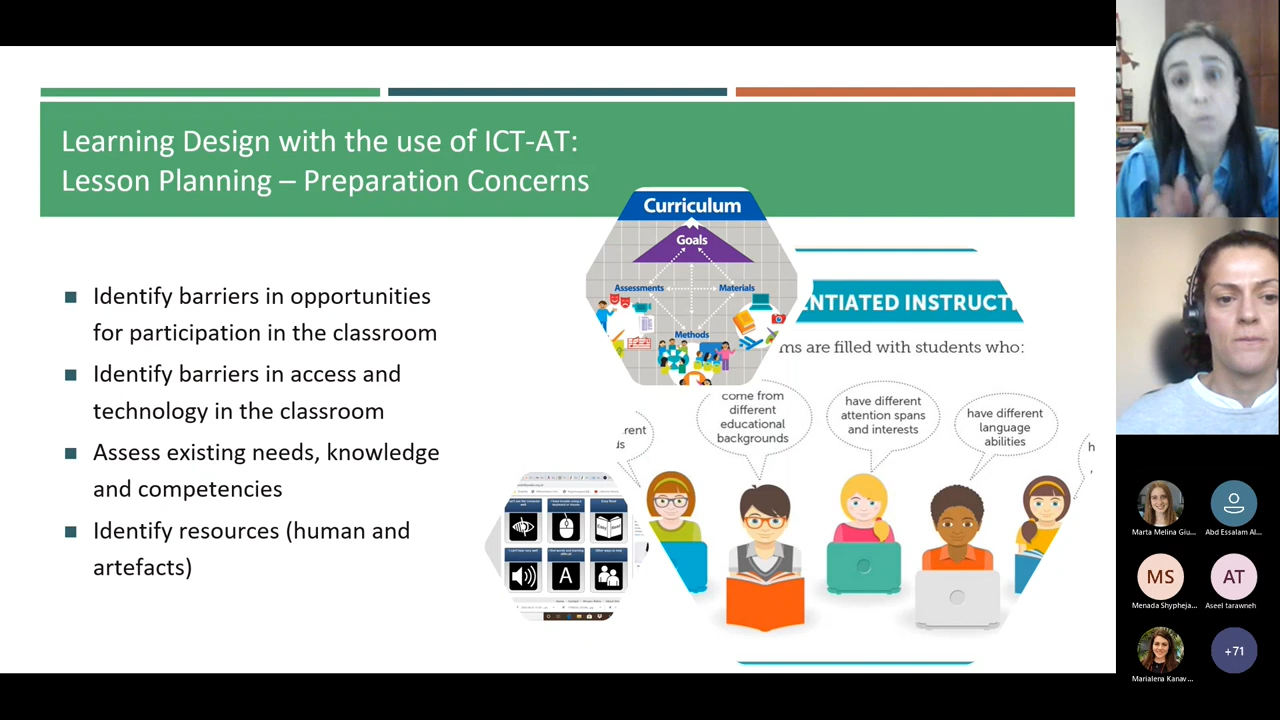 Learning Design with the use of ICT-AT:
Lesson Planning – Preparation Concerns
Identify barriers in opportunities
for participation in the classroom
Identify barriers in access and
technology in the classroom
Assess existing needs, knowledge
and competencies
Identify resources (human and
artefacts)
Curriculum
Goals
Assessments
Materials
Methods
NTIATED INSTRUCT
ms are filled with students who:
rent
come from
different
educational
backgrounds
have different
attention spans
and interests
have different
language
abilities
h
A
Marta Melina Giu...
Abd Essalam Al...
MS
Menada Shypheja...
AT
Aseel tarawneh
Marialena Kanav...
+71